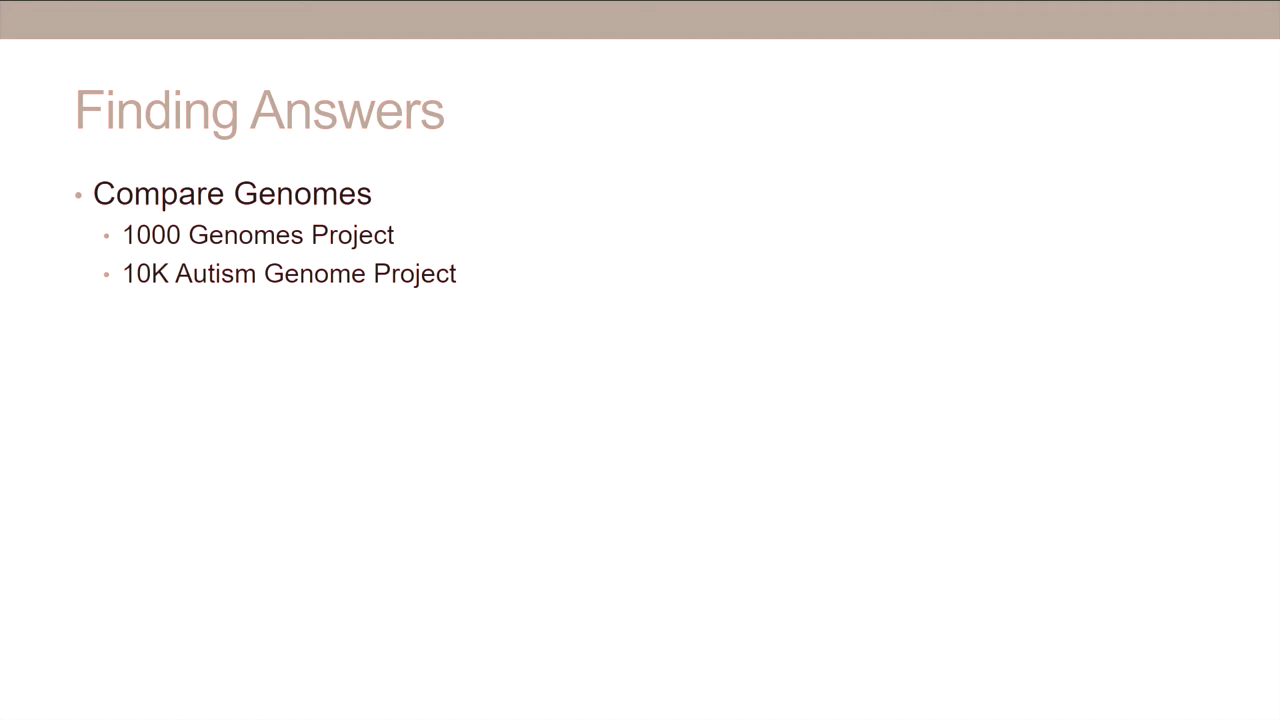 Finding Answers
• Compare Genomes
• 1000 Genomes Project
• 10K Autism Genome Project